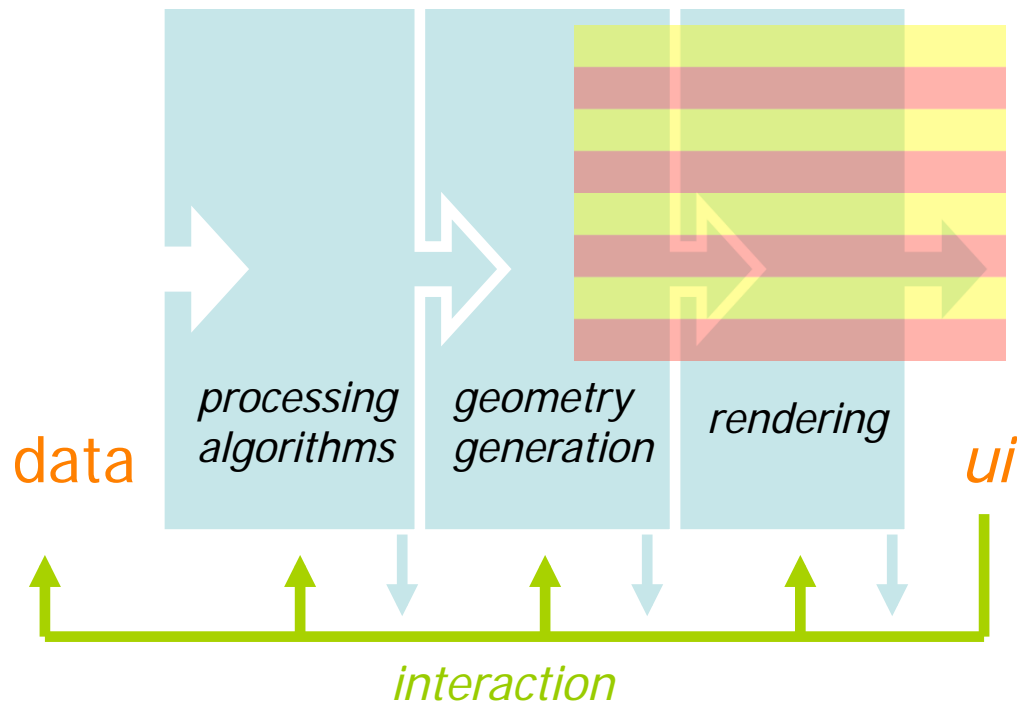 processing
algorithms
geometry
generation
rendering
data
ui
interaction